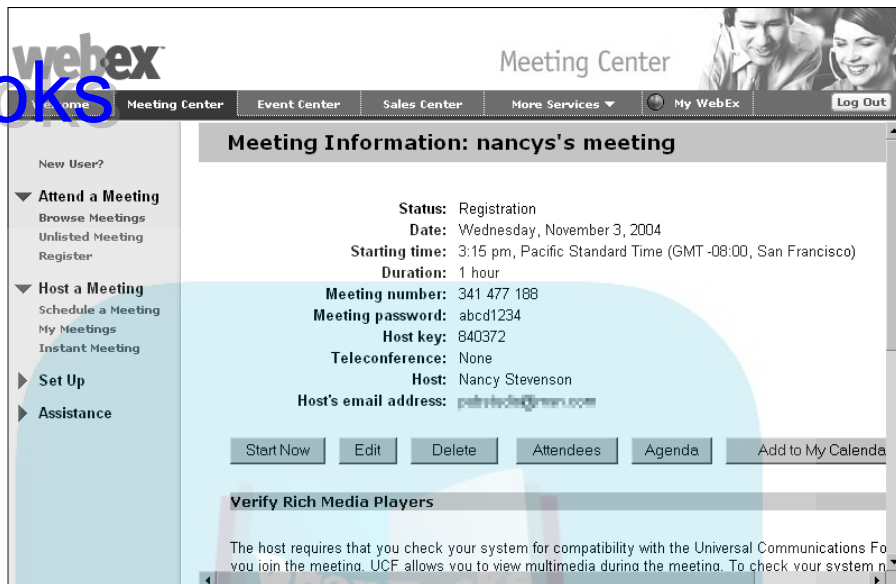 webex
Meeting Center
oks
Welcome Meeting Center Event Center Sales Center More Services My WebEx Log Out
New User?
Attend a Meeting
Browse Meetings
Unlisted Meeting
Register
Host a Meeting
Schedule a Meeting
My Meetings
Instant Meeting
Set Up
Assistance
Meeting Information: nancys's meeting
Status: Registration
Date: Wednesday, November 3, 2004
Starting time: 3:15 pm, Pacific Standard Time (GMT -08:00, San Francisco)
Duration: 1 hour
Meeting number: 341 477 188
Meeting password: abcd1234
Host key: 840372
Teleconference: None
Host: Nancy Stevenson
Host's email address:
Start Now Edit Delete Attendees Agenda Add to My Calenda
Verify Rich Media Players
The host requires that you check your system for compatibility with the Universal Communications Fo
you join the meeting. UCF allows you to view multimedia during the meeting. To check your system